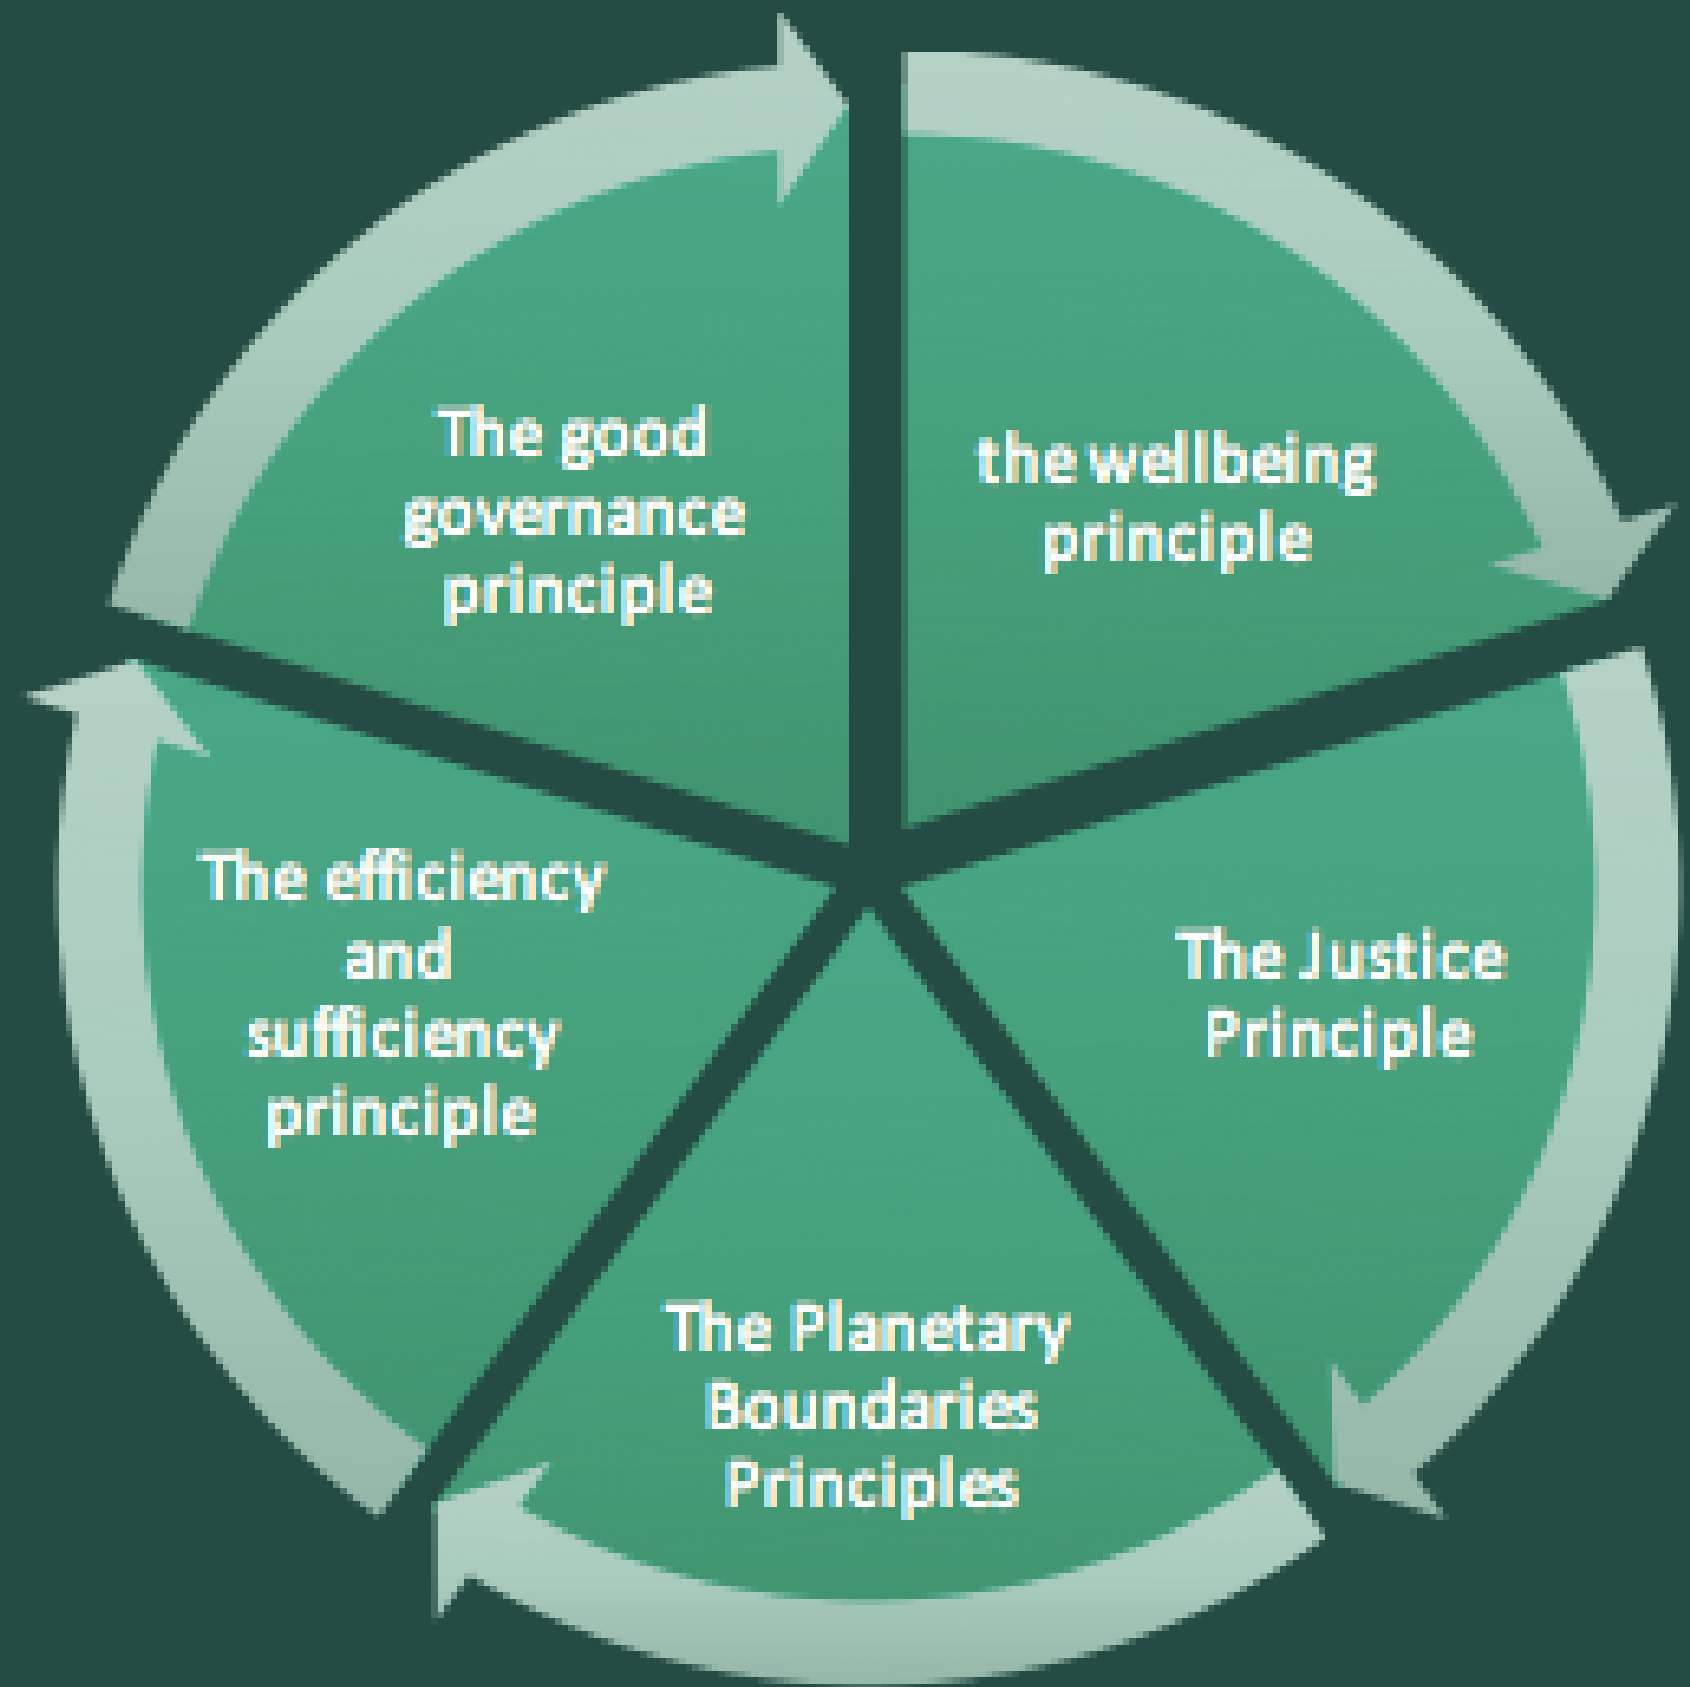 The good
governance
principle
the wellbeing
principle
The Justice
Principle
The Planetary
Boundaries
Principles
The efficiency
and
sufficiency
principle